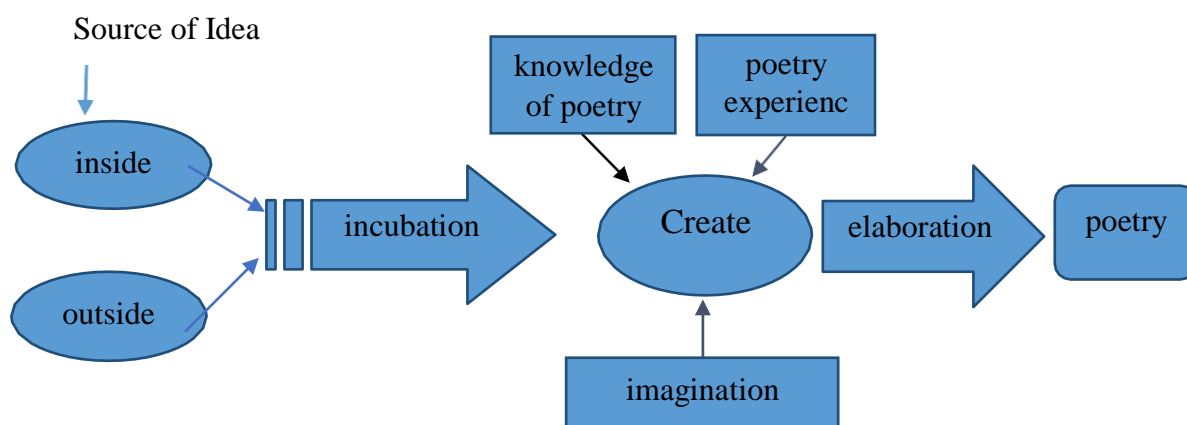 Source of Idea
inside
outside
incubation
knowledge
of poetry
poetry
experienc
Create
imagination
elaboration
poetry